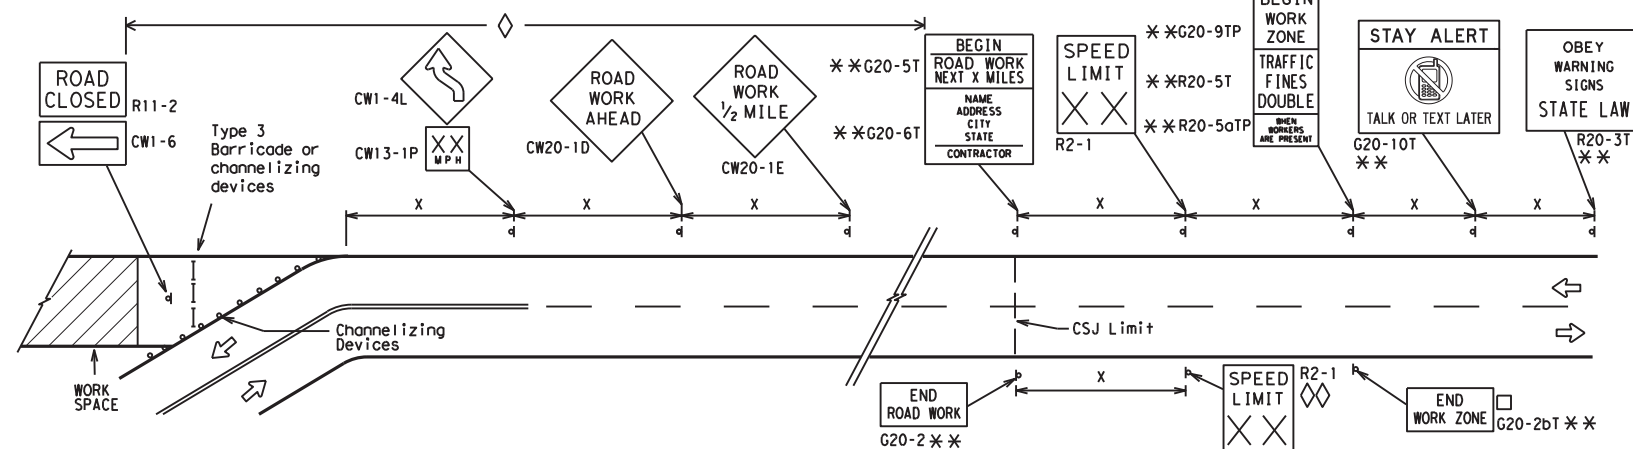 ROAD
CLOSED
R11-2
CW1-6
Type 3
Barricade or
channelizing
devices
CW1-4L
XX
MPH
CW13-1P
ROAD
WORK
AHEAD
CW20-1D
ROAD
WORK
1/2 MILE
CW20-1E
* *G20-5T
* *G20-6T
BEGIN
ROAD WORK
NEXT X MILES
NAME
ADDRESS
CITY
STATE
CONTRACTOR
SPEED
LIMIT
X X
R2-1
* *G20-9TP
* *R20-5T
* *R20-5aTP
BEGIN
WORK
ZONE
TRAFFIC
FINES
DOUBLE
WHEN
WORKERS
ARE PRESENT
STAY ALERT
TALK OR TEXT LATER
G20-10T
* *
OBEY
WARNING
SIGNS
STATE LAW
R20-3T
* *
X
X
X
X
X
X
X
Channelizing
Devices
WORK
SPACE
CSJ Limit
END
ROAD WORK
G20-2 * *
X
SPEED
LIMIT
X X
R2-1
END
WORK ZONE
G20-2bT * *